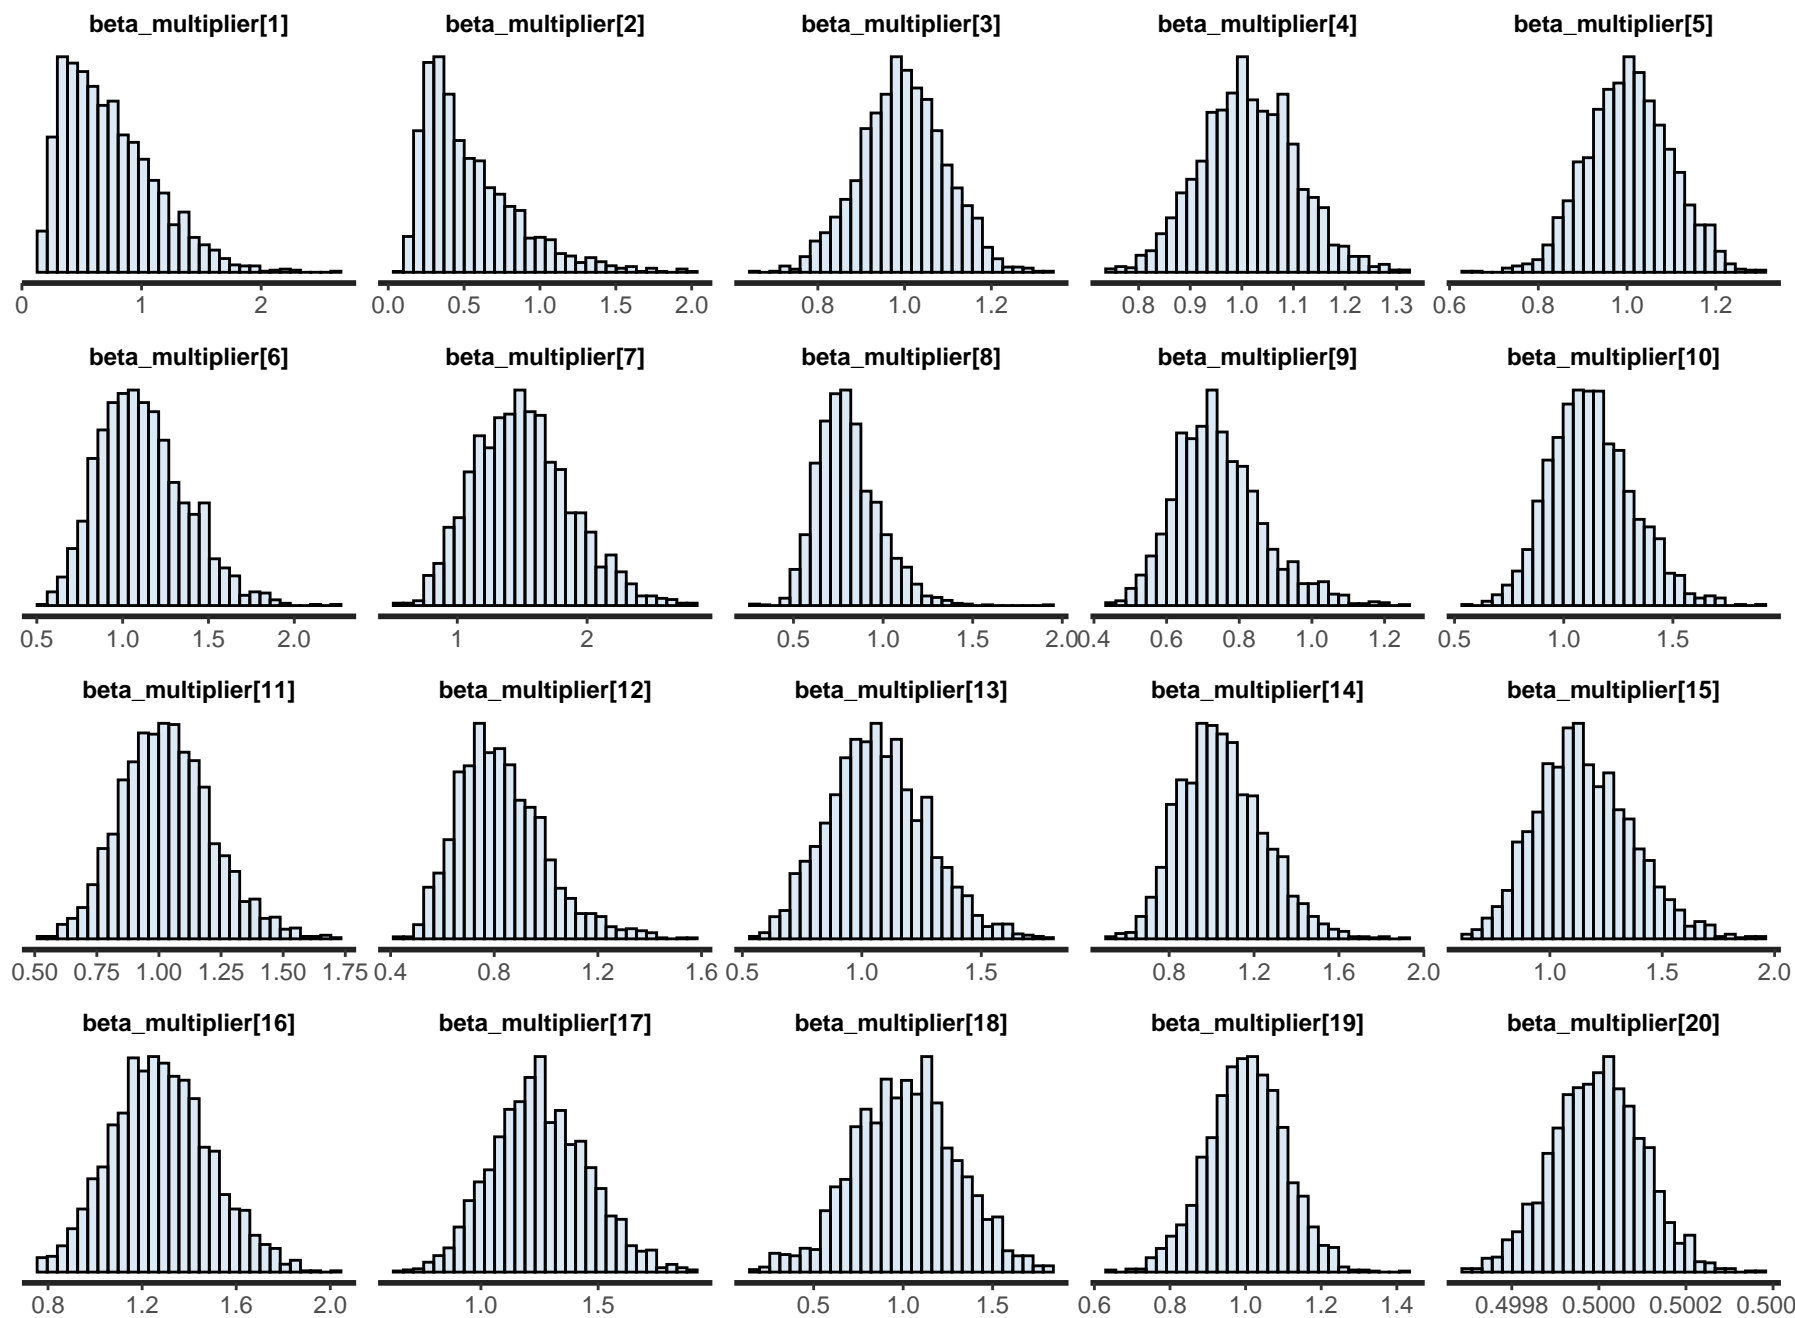 beta_multiplier[1] beta_multiplier[2] beta_multiplier[3] beta_multiplier[4] beta_multiplier[5]
0 1 2 0.0 0.5 1.0 1.5 2.0 0.8 1.0 1.2 0.8 0.9 1.0 1.1 1.2 1.3 0.6 0.8 1.0 1.2
beta_multiplier[6] beta_multiplier[7] beta_multiplier[8] beta_multiplier[9] beta_multiplier[10]
0.5 1.0 1.5 2.0 1 2 0.5 1.0 1.5 2.0 0.4 0.6 0.8 1.0 1.2 0.5 1.0 1.5
beta_multiplier[11] beta_multiplier[12] beta_multiplier[13] beta_multiplier[14] beta_multiplier[15]
0.50 0.75 1.00 1.25 1.50 1.75 0.4 0.8 1.2 1.6 0.5 1.0 1.5 0.8 1.2 1.6 2.0 1.0 1.5 2.0
beta_multiplier[16] beta_multiplier[17] beta_multiplier[18] beta_multiplier[19] beta_multiplier[20]
0.8 1.2 1.6 2.0 1.0 1.5 0.5 1.0 1.5 0.6 0.8 1.0 1.2 1.4 0.4998 0.5000 0.5002 0.500